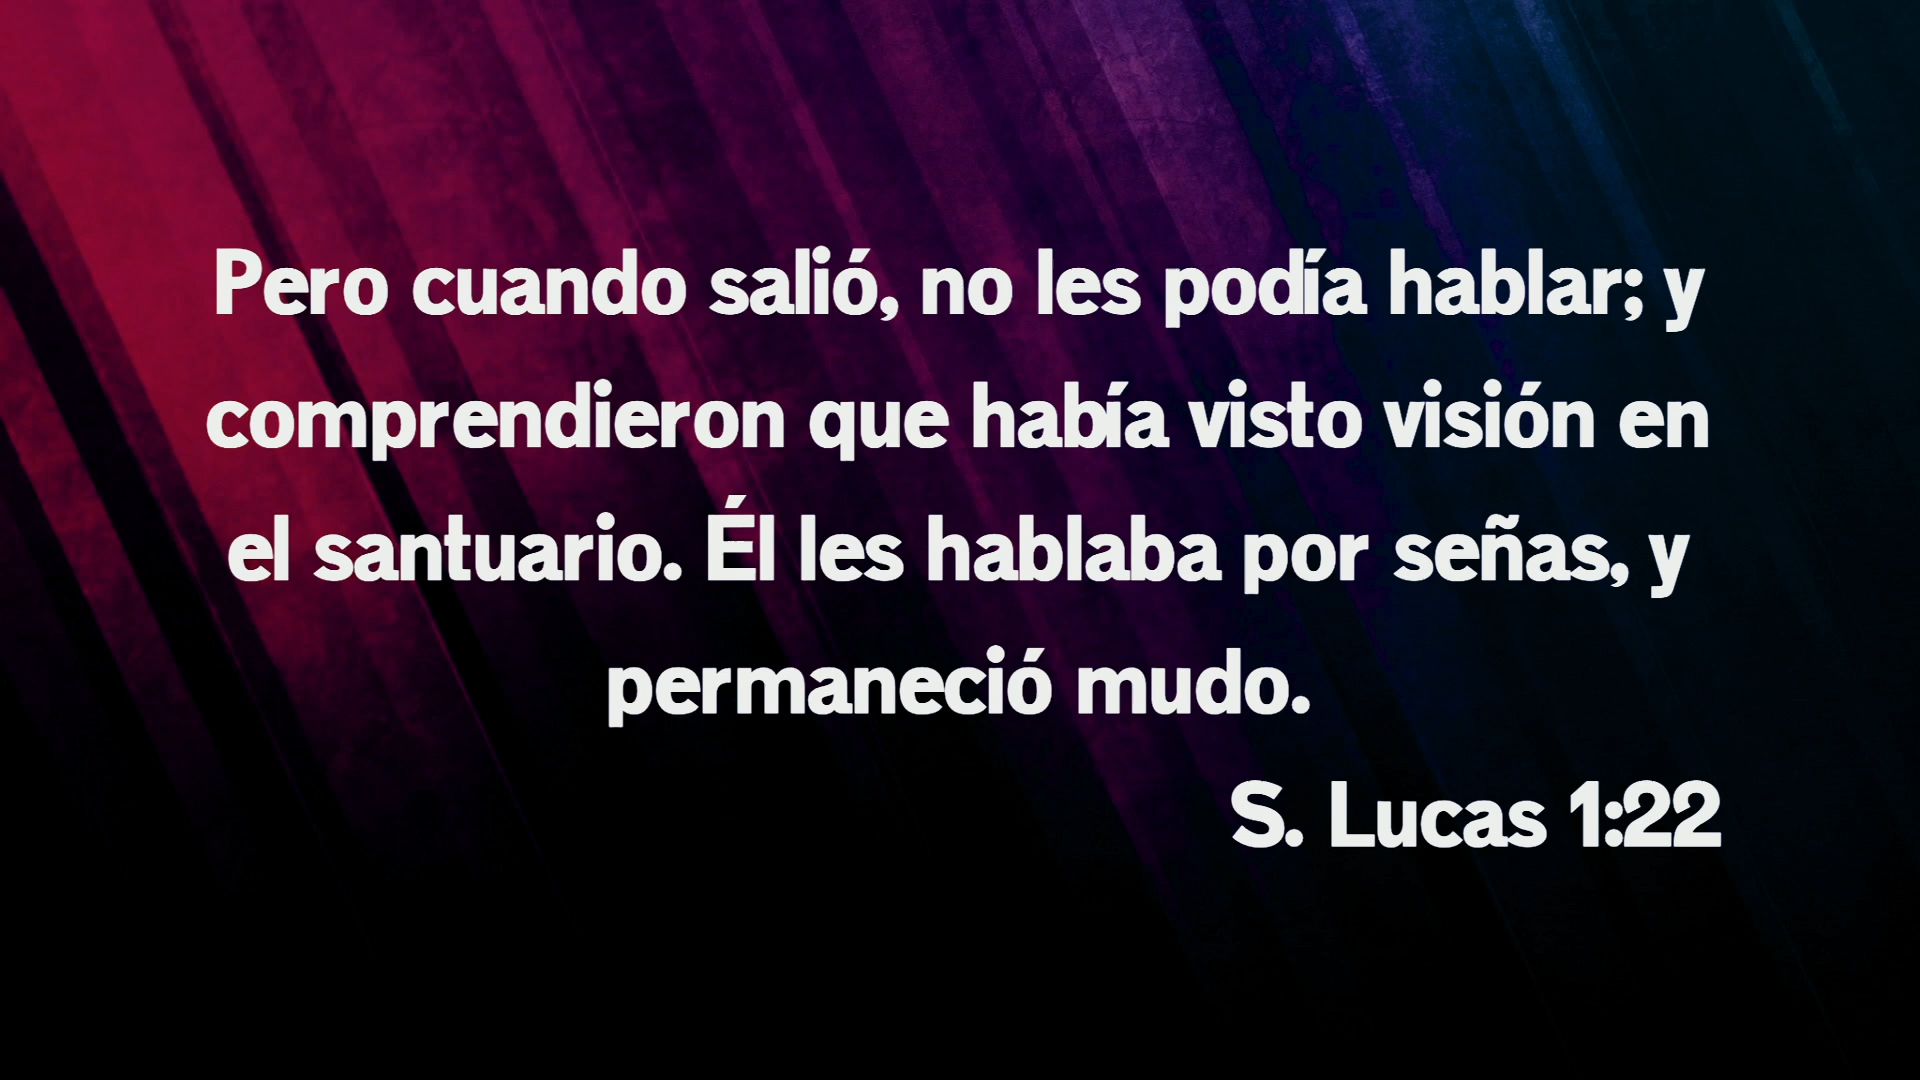 Pero cuando salió, no les podía hablar; y
comprendieron que había visto visión en
el santuario. Él les hablaba por señas, y
permaneció mudo.
S. Lucas 1:22